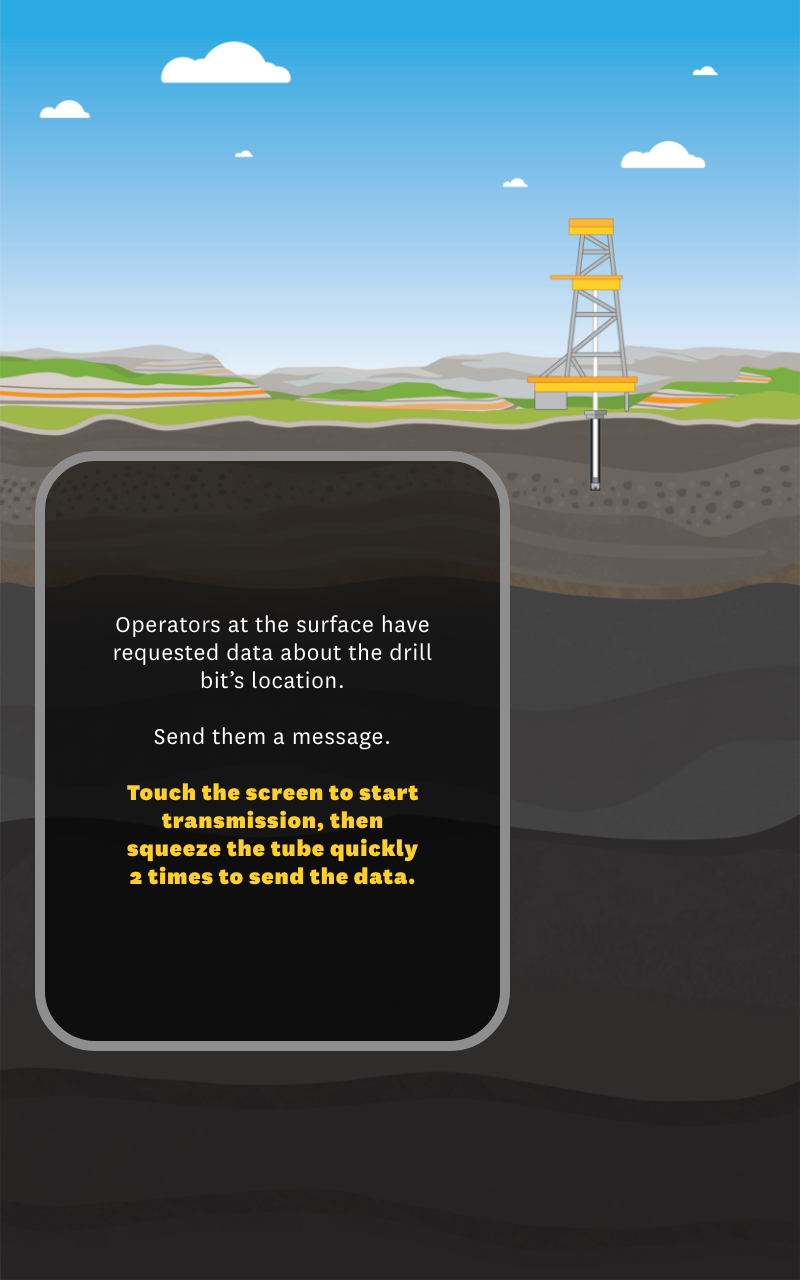 Operators at the surface have
requested data about the drill
bit’s location.
Send them a message.
Touch the screen to start
transmission, then
squeeze the tube quickly
2 times to send the data.